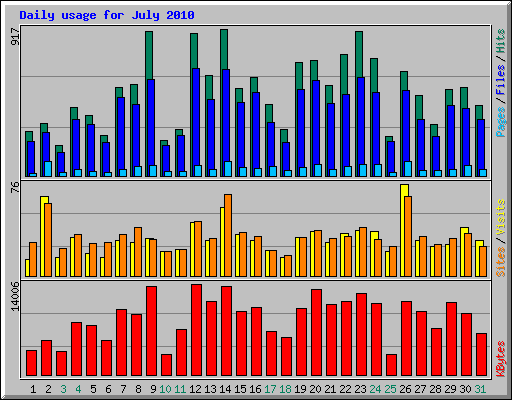 Daily usage for July 2010
917
Pages / Files / Hits
76
Sites / Visits
14006
KBytes
1 2 3 4 5 6 7 8 9 10 11 12 13 14 15 16 17 18 19 20 21 22 23 24 25 26 27 28 29 30 31